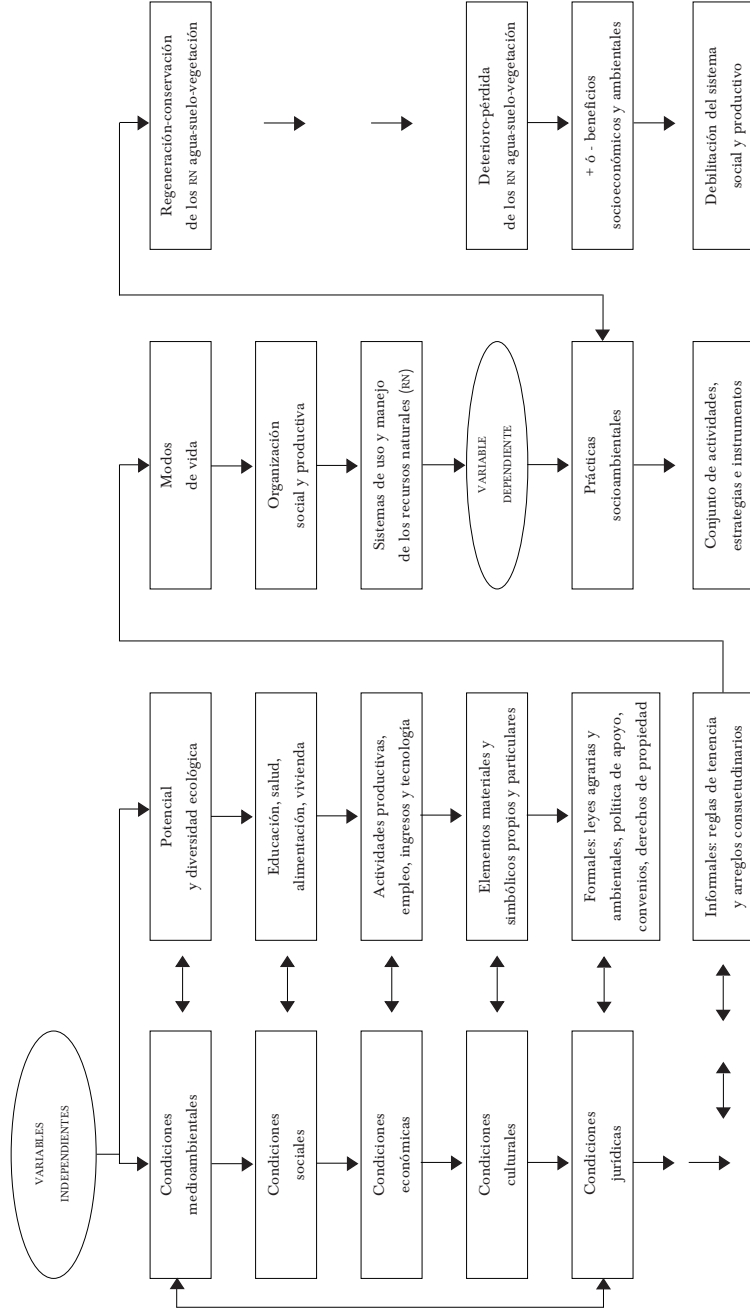 VARIABLES
INDEPENDIENTES
Condiciones
medioambientales
Condiciones
sociales
Condiciones
económicas
Condiciones
culturales
Condiciones
jurídicas
Potencial
y diversidad ecológica
Educación, salud,
alimentación, vivienda
Actividades productivas,
empleo, ingresos y tecnología
Elementos materiales y
simbólicos propios y particulares
Formales: leyes agrarias y
ambientales, política de apoyo,
convenios, derechos de propiedad
Informales: reglas de tenencia
y arreglos consuetudinarios
Modos
de vida
Organización
social y productiva
Sistemas de uso y manejo
de los recursos naturales (RN)
VARIABLE
DEPENDIENTE
Prácticas
socioambientales
Conjunto de actividades,
estrategias e instrumentos
Regeneración-conservación
de los RN agua-suelo-vegetación
Deterioro-pérdida
de los RN agua-suelo-vegetación
+ ó - beneficios
socioeconómicos y ambientales
Debilitación del sistema
social y productivo